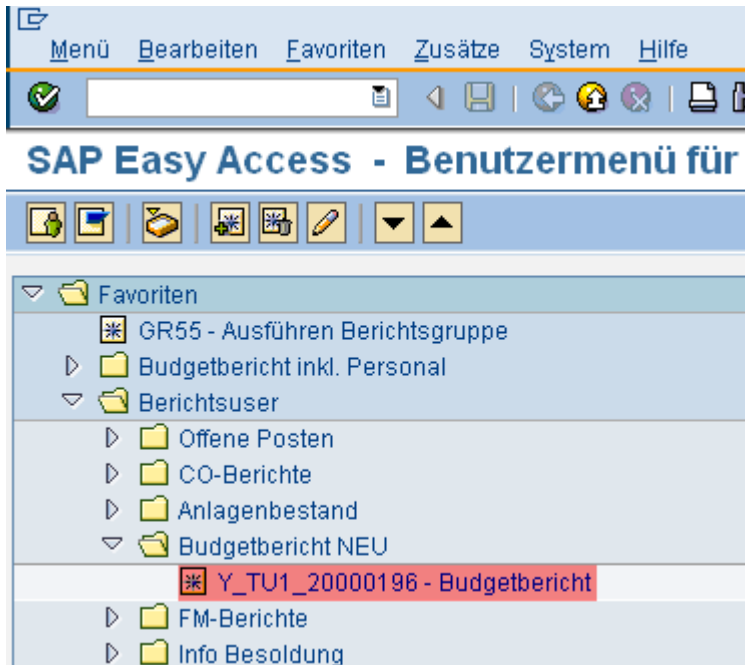 Menü Bearbeiten Favoriten Zusätze System Hilfe
SAP Easy Access - Benutzermenü für
Favoriten
GR55 - Ausführen Berichtsgruppe
Budgetbericht inkl. Personal
Berichtsuser
Offene Posten
CO-Berichte
Anlagenbestand
Budgetbericht NEU
Y_TU1_20000196 - Budgetbericht
FM-Berichte
Info Besoldung